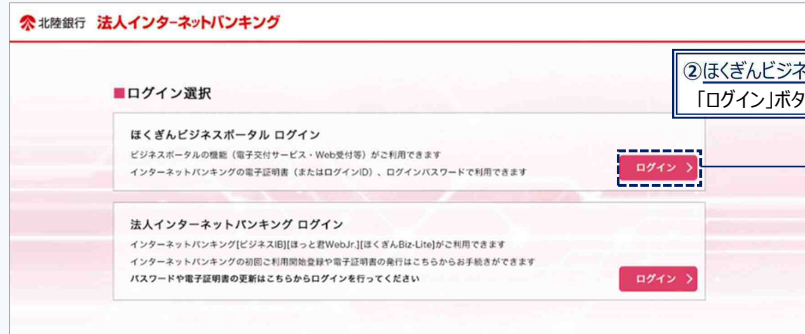 北陸銀行 法人インターネットバンキング
②ほくぎんビジネ
「ログイン」ボタ
■ログイン選択
ほくぎんビジネスポータル ログイン
ビジネスポータルの機能（電子交付サービス・Web受付等）がご利用できます
インターネットバンキングの電子証明書（またはログインID）、ログインパスワードで利用できます
ログイン
法人インターネットバンキング ログイン
インターネットバンキング[ビジネスIB][ほっと君WebJr.][ほくぎんBiz-Lite]がご利用できます
インターネットバンキングの初回ご利用開始登録や電子証明書の発行はこちらからお手続きができます
パスワードや電子証明書の更新はこちらからログインを行ってください
ログイン